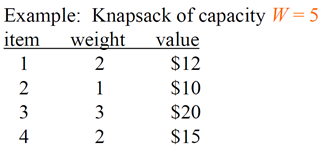 Example: Knapsack of capacity W = 5
item weight value
1 2 $12
2 1 $10
3 3 $20
4 2 $15